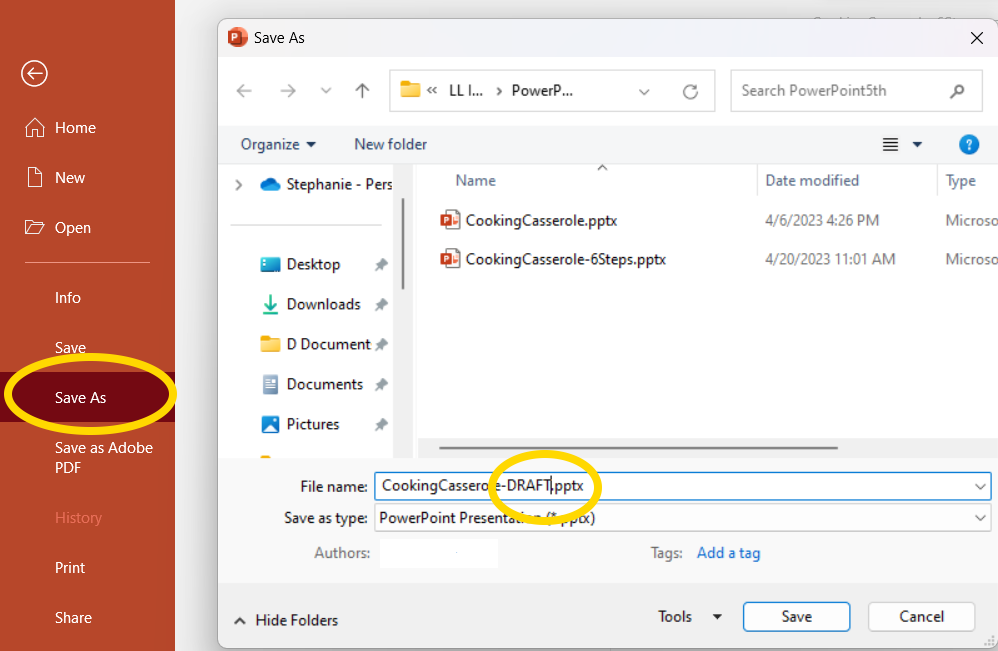 Save As
Home
New
Open
Info
Save
Save As
Save as Adobe
PDF
History
Print
Share
« LL I... > PowerP...
Search PowerPoint5th
Organize
New folder
?
Stephanie - Pers
Desktop
Downloads
D Document
Documents
Pictures
Name Date modified Type
CookingCasserole.pptx 4/6/2023 4:26 PM Microso
CookingCasserole-6Steps.pptx 4/20/2023 11:01 AM Microso
File name: CookingCasserole-DRAFT.pptx
Save as type: PowerPoint Presentation (*.pptx)
Authors: Tags: Add a tag
Hide Folders Tools Save Cancel